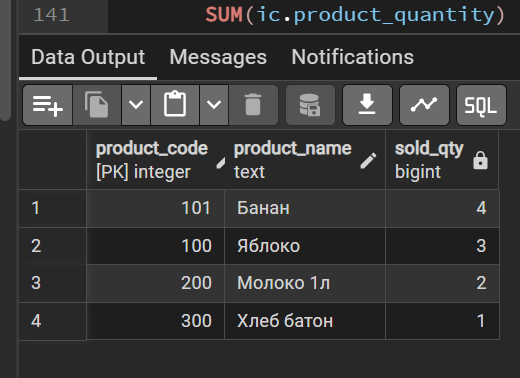 141 SUM(ic.product_quantity)
Data Output Messages Notifications
SQL
product_code product_name sold_qty
[PK] integer text bigint
1 101 Банан 4
2 100 Яблоко 3
3 200 Молоко 1л 2
4 300 Хлеб батон 1